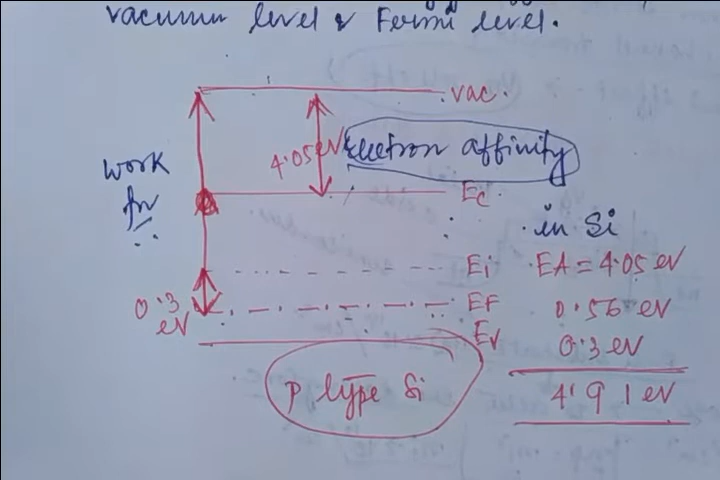 vacuum level & Fermi level.
vac.
4.05 eV Electron affinity
work
fn
Ec
in Si
Ei EA = 4.05 eV
0.3
eV
EF 0.56 eV
Ev 0.3 eV
P type Si
4.91 eV